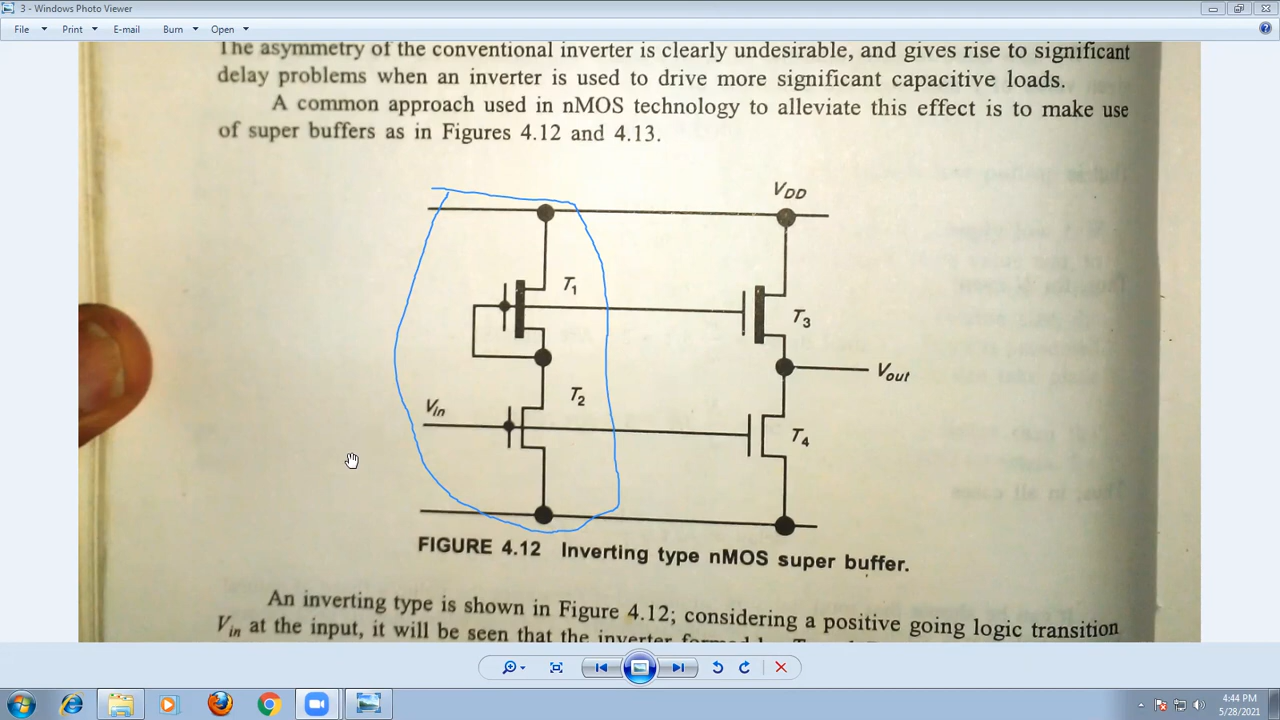 3 - Windows Photo Viewer
File Print E-mail Burn Open
The asymmetry of the conventional inverter is clearly undesirable, and gives rise to significant
delay problems when an inverter is used to drive more significant capacitive loads.
A common approach used in nMOS technology to alleviate this effect is to make use
of super buffers as in Figures 4.12 and 4.13.
VDD
T1
T3
Vout
T2
Vin
T4
FIGURE 4.12 Inverting type nMOS super buffer.
An inverting type is shown in Figure 4.12; considering a positive going logic transition
Vin at the input, it will be seen that the inverter formed by
4:44 PM
5/28/2021